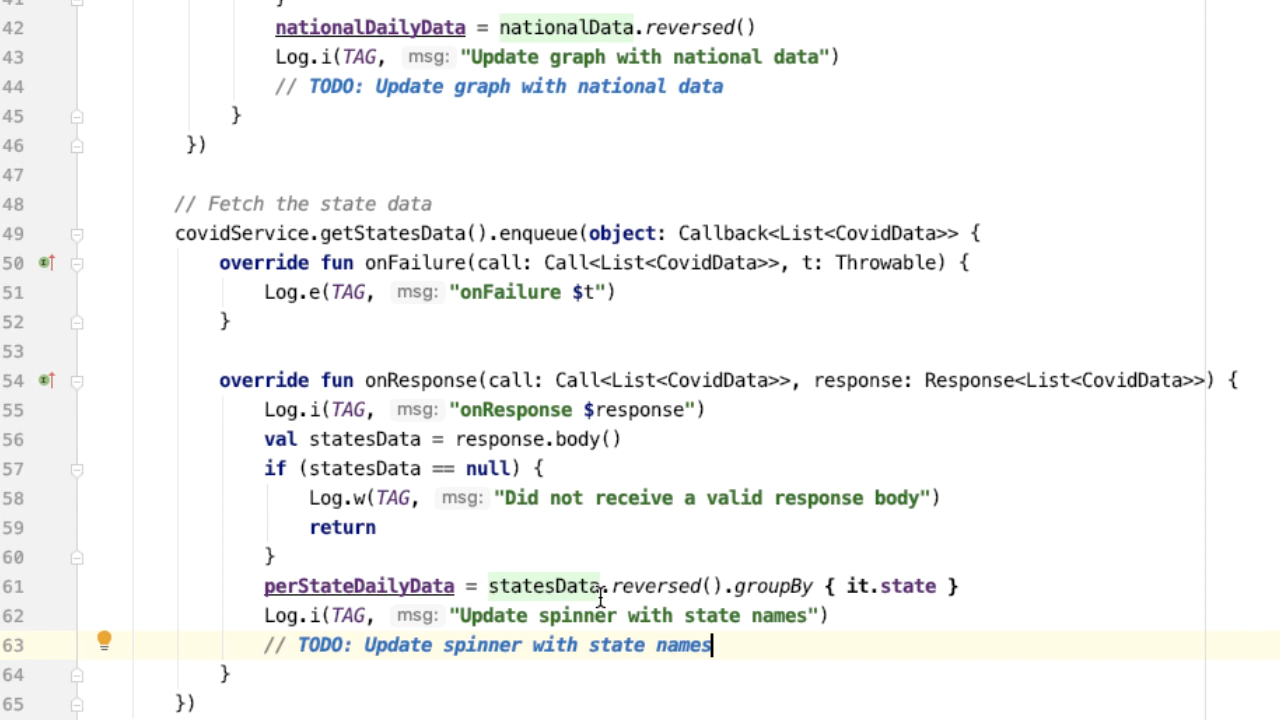 41 }
42 nationalDailyData = nationalData.reversed()
43 Log.i(TAG, msg: "Update graph with national data")
44 // TODO: Update graph with national data
45 }
46 })
47
48 // Fetch the state data
49 covidService.getStatesData().enqueue(object: Callback<List<CovidData>> {
50 override fun onFailure(call: Call<List<CovidData>>, t: Throwable) {
51 Log.e(TAG, msg: "onFailure $t")
52 }
53
54 override fun onResponse(call: Call<List<CovidData>>, response: Response<List<CovidData>>) {
55 Log.i(TAG, msg: "onResponse $response")
56 val statesData = response.body()
57 if (statesData == null) {
58 Log.w(TAG, msg: "Did not receive a valid response body")
59 return
60 }
61 perStateDailyData = statesData.reversed().groupBy { it.state }
62 Log.i(TAG, msg: "Update spinner with state names")
63 // TODO: Update spinner with state names
64 }
65 })